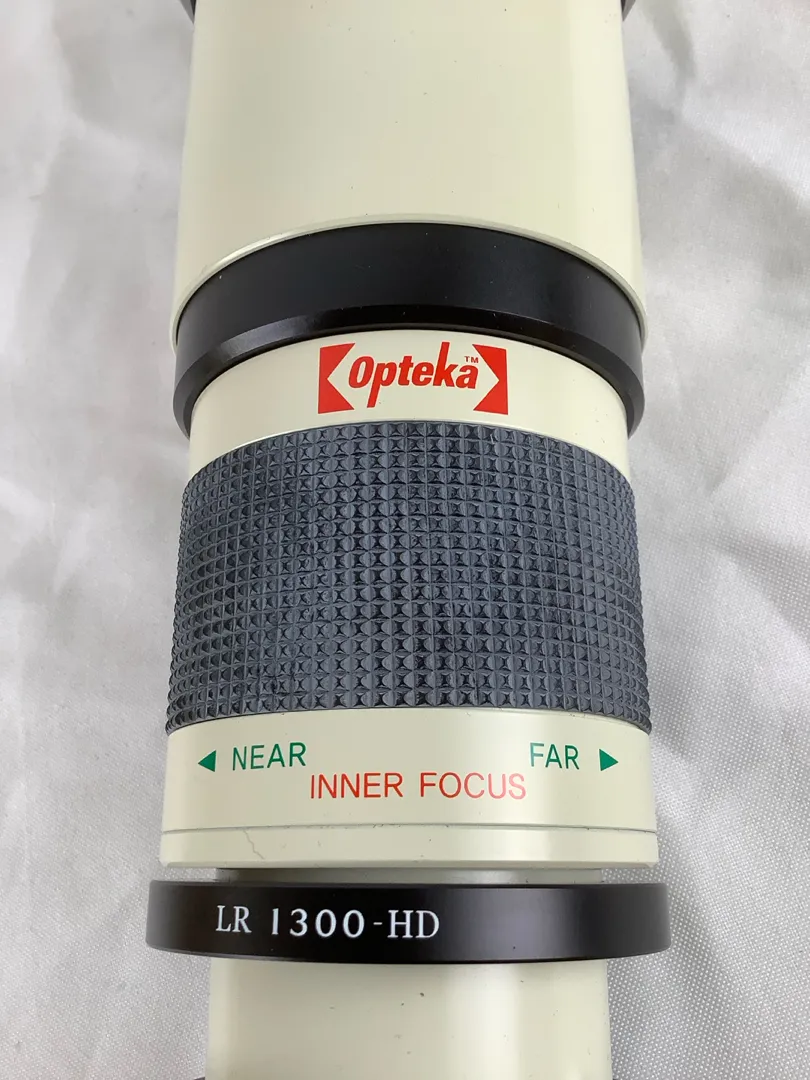 Opteka™
◄ NEAR FAR ►
INNER FOCUS
LR 1300-HD